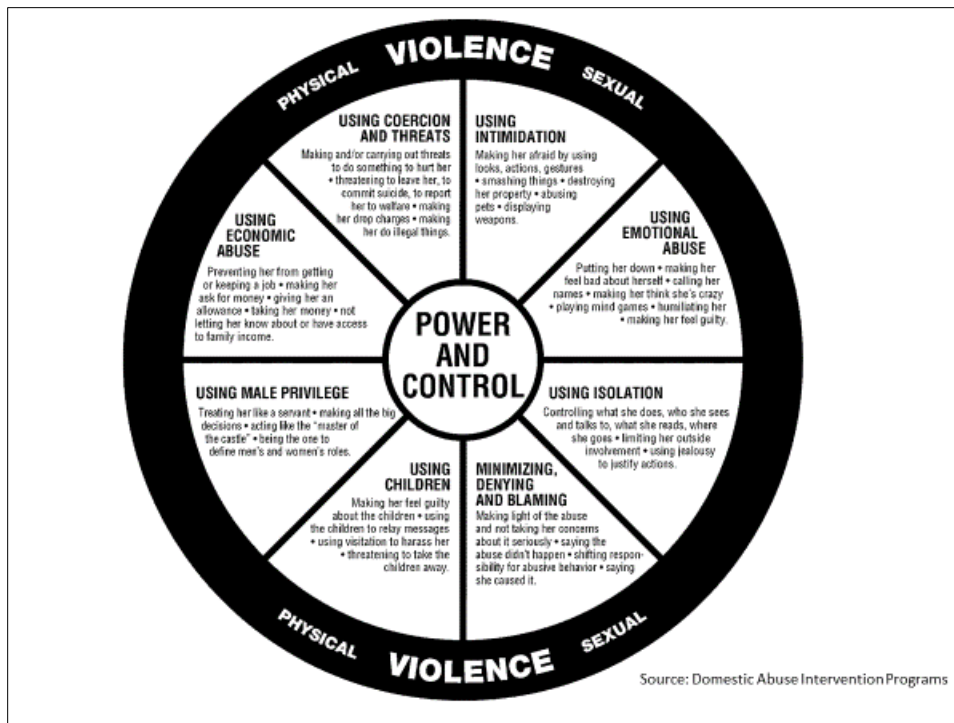 PHYSICAL VIOLENCE SEXUAL
USING COERCION
AND THREATS
Making and/or carrying out threats
to do something to hurt her
• threatening to leave her, to
commit suicide, to report
her to welfare • making
her drop charges • making
her do illegal things.
USING
INTIMIDATION
Making her afraid by using
looks, actions, gestures
• smashing things • destroying
her property • abusing
pets • displaying
weapons.
USING
ECONOMIC
ABUSE
Preventing her from getting
or keeping a job • making her
ask for money • giving her an
allowance • taking her money • not
letting her know about or have access
to family income.
USING
EMOTIONAL
ABUSE
Putting her down • making her
feel bad about herself • calling her
names • making her think she's crazy
• playing mind games • humiliating her
• making her feel guilty.
POWER
AND
CONTROL
USING MALE PRIVILEGE
Treating her like a servant • making all the big
decisions • acting like the "master of
the castle" • being the one to
define men's and women's roles.
USING ISOLATION
Controlling what she does, who she sees
and talks to, what she reads, where
she goes • limiting her outside
involvement • using jealousy
to justify actions.
USING
CHILDREN
Making her feel guilty
about the children • using
the children to relay messages
• using visitation to harass her
• threatening to take the
children away.
MINIMIZING,
DENYING
AND BLAMING
Making light of the abuse
and not taking her concerns
about it seriously • saying the
abuse didn't happen • shifting respon-
sibility for abusive behavior • saying
she caused it.
PHYSICAL VIOLENCE SEXUAL
Source: Domestic Abuse Intervention Programs